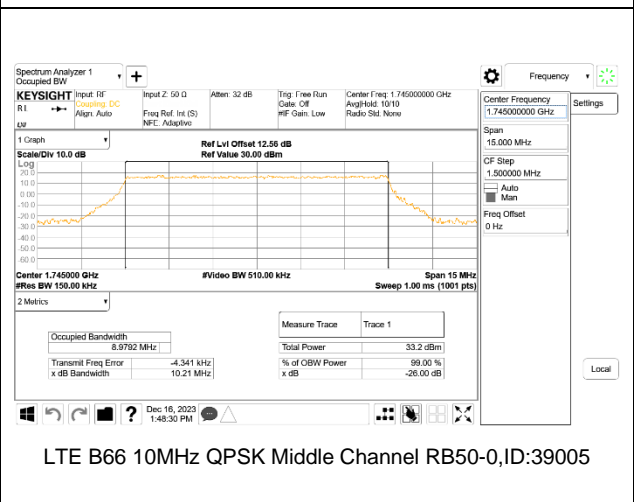 Spectrum Analyzer 1
Occupied BW
Frequency
KEYSIGHT
Input: RF
Coupling: DC
Align: Auto
Input Z: 50 Ω
Freq Ref: Int (S)
NFE: Adaptive
Atten: 32 dB
Trig: Free Run
Gate: Off
#IF Gain: Low
Center Freq: 1.745000000 GHz
Avg|Hold: 10/10
Radio Std: None
1 Graph
Scale/Div 10.0 dB
Ref Lvl Offset 12.56 dB
Ref Value 30.00 dBm
Log
20.0
10.0
0.00
-10.0
-20.0
-30.0
-40.0
-50.0
-60.0
Center 1.745000 GHz
#Video BW 510.00 kHz
Span 15 MHz
#Res BW 150.00 kHz
Sweep 1.00 ms (1001 pts)
2 Metrics
Occupied Bandwidth
8.9792 MHz
Transmit Freq Error -4.341 kHz
x dB Bandwidth 10.21 MHz
Measure Trace Trace 1
Total Power 33.2 dBm
% of OBW Power 99.00 %
x dB -26.00 dB
Center Frequency
1.745000000 GHz
Settings
Span
15.000 MHz
CF Step
1.500000 MHz
Auto
Man
Freq Offset
0 Hz
Local
Dec 16, 2023
1:48:30 PM
LTE B66 10MHz QPSK Middle Channel RB50-0,ID:39005